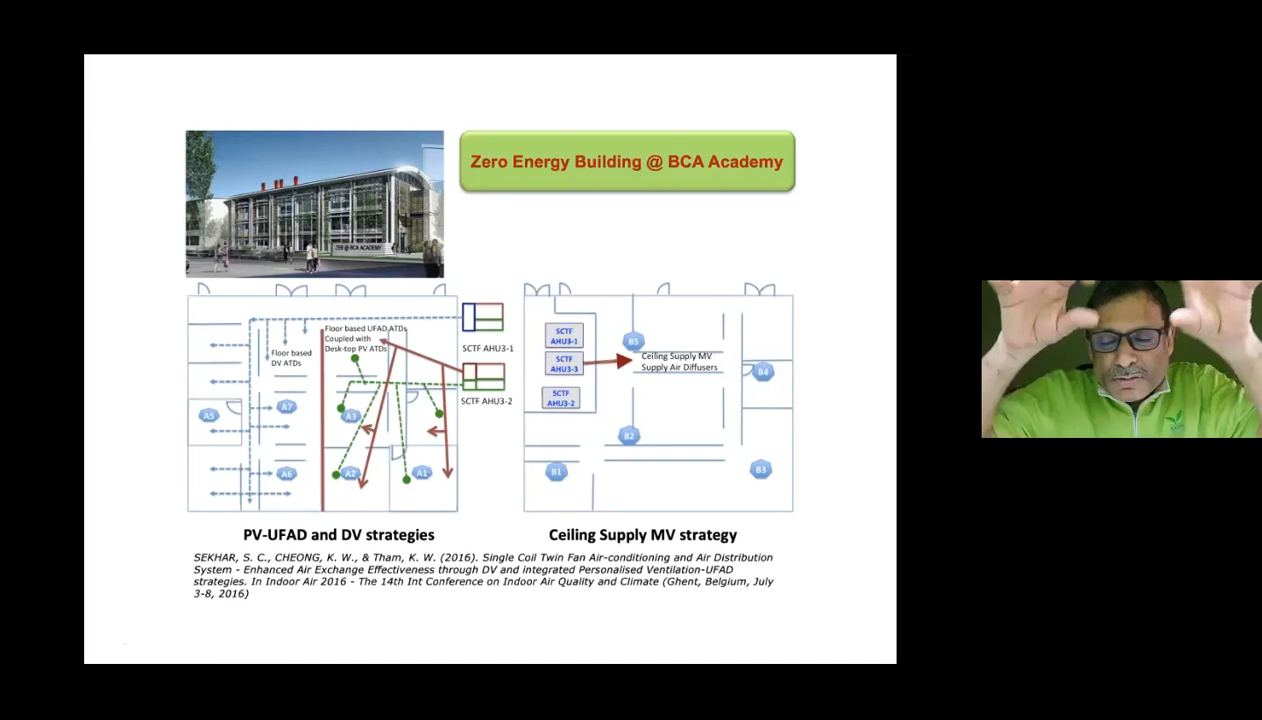 Zero Energy Building @ BCA Academy
ZEB @ BCA ACADEMY
Floor based UFAD ATDs
Coupled with
Desk-top PV ATDs
Floor based
DV ATDs
SCTF AHU3-1
SCTF AHU3-2
A5
A7
A3
A6
A2
A1
SCTF
AHU3-1
SCTF
AHU3-3
SCTF
AHU3-2
B5
Ceiling Supply MV
Supply Air Diffusers
B4
B2
B1
B3
PV-UFAD and DV strategies
Ceiling Supply MV strategy
SEKHAR, S. C., CHEONG, K. W., & Tham, K. W. (2016). Single Coil Twin Fan Air-conditioning and Air Distribution
System - Enhanced Air Exchange Effectiveness through DV and integrated Personalised Ventilation-UFAD
strategies. In Indoor Air 2016 - The 14th Int Conference on Indoor Air Quality and Climate (Ghent, Belgium, July
3-8, 2016)